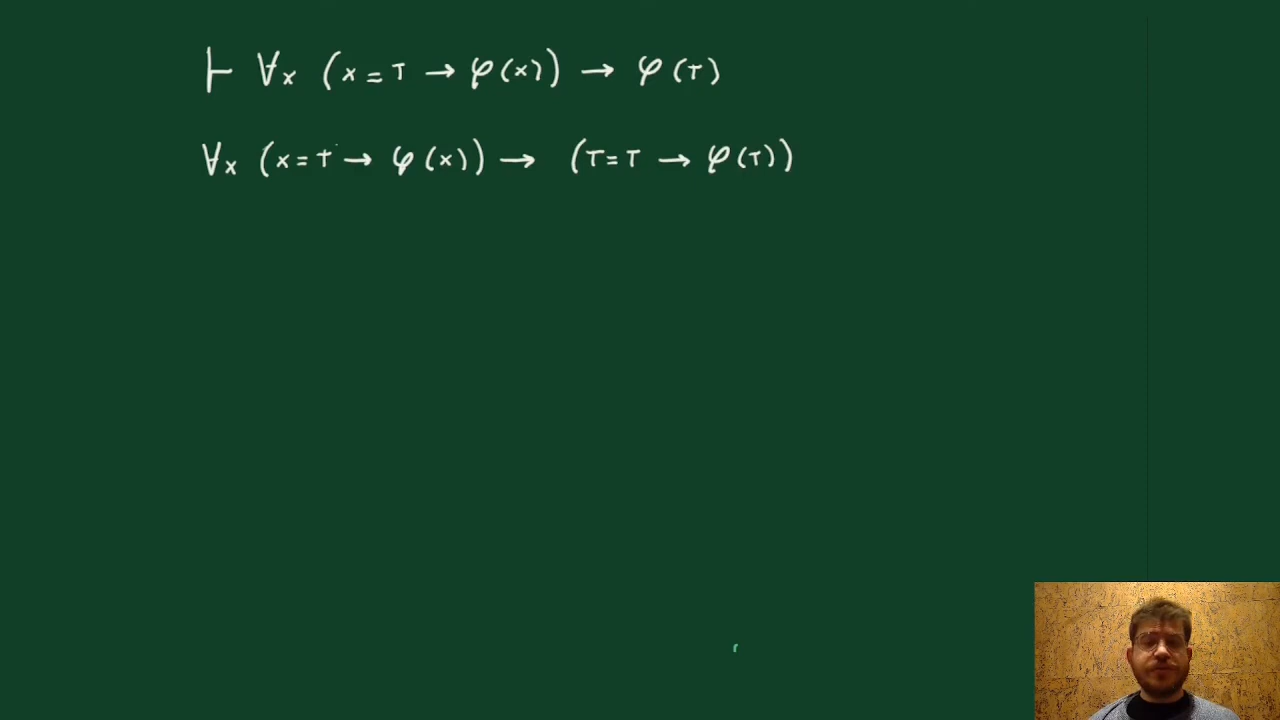 ⊢ ∀x (x = τ → φ(x)) → φ(τ)
∀x (x = τ → φ(x)) → (τ = τ → φ(τ))